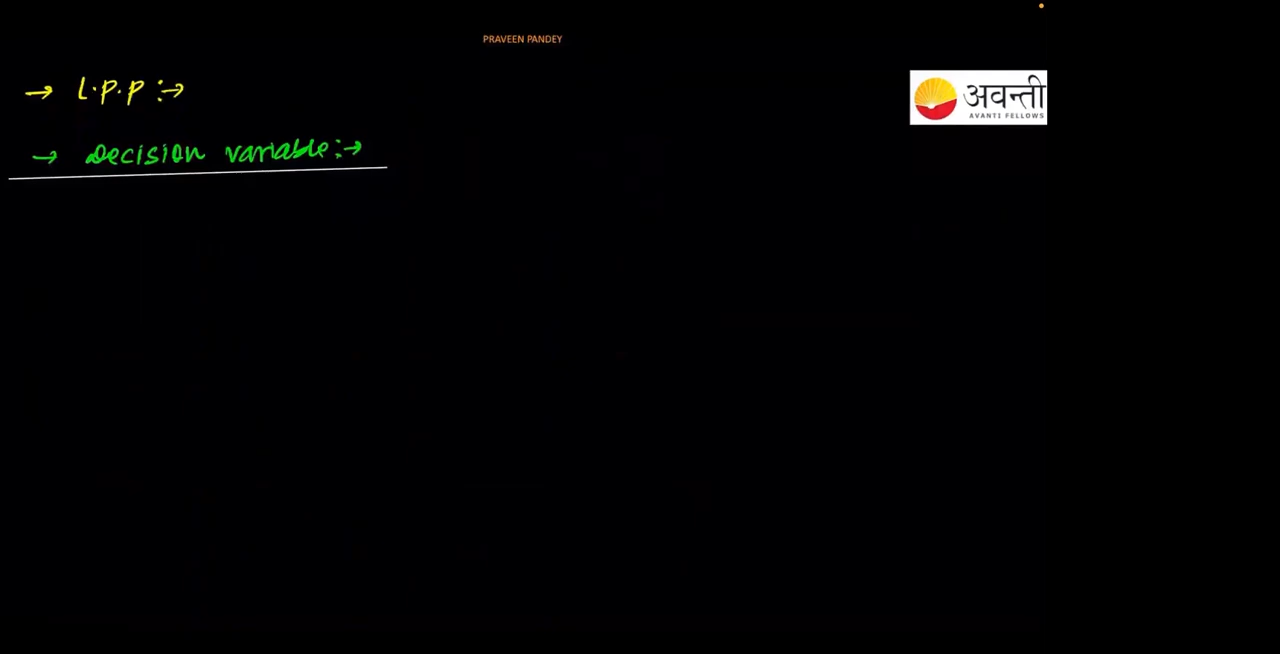 PRAVEEN PANDEY
→ L.P.P :→
अवन्ती
AVANTI FELLOWS
→ Decision variable :→